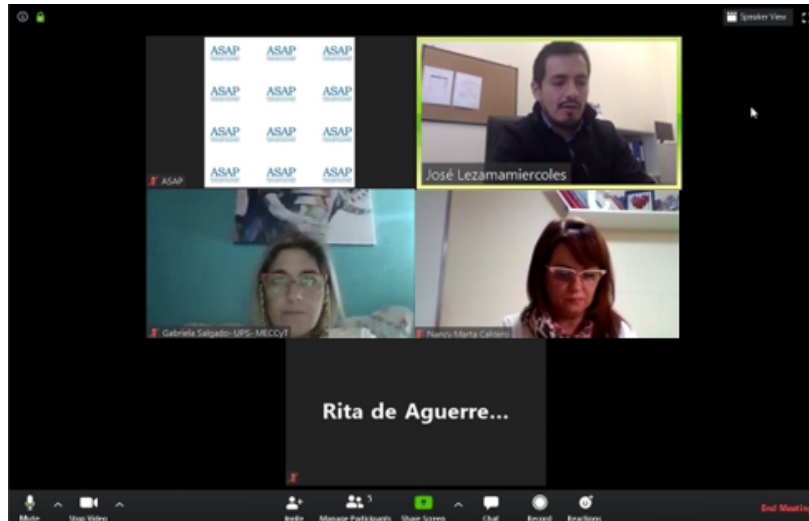 Speaker View
ASAP ASAP ASAP
ASAP ASAP ASAP
ASAP ASAP ASAP
ASAP ASAP ASAP
ASAP
José Lezamamiercoles
Gabriela Salgado- UPS- MECCyT
Nancy Marta Caldero
Rita de Aguerre...
5
Mute
Stop Video
Invite
Manage Participants
Share Screen
Chat
Record
Reactions
End Meeting